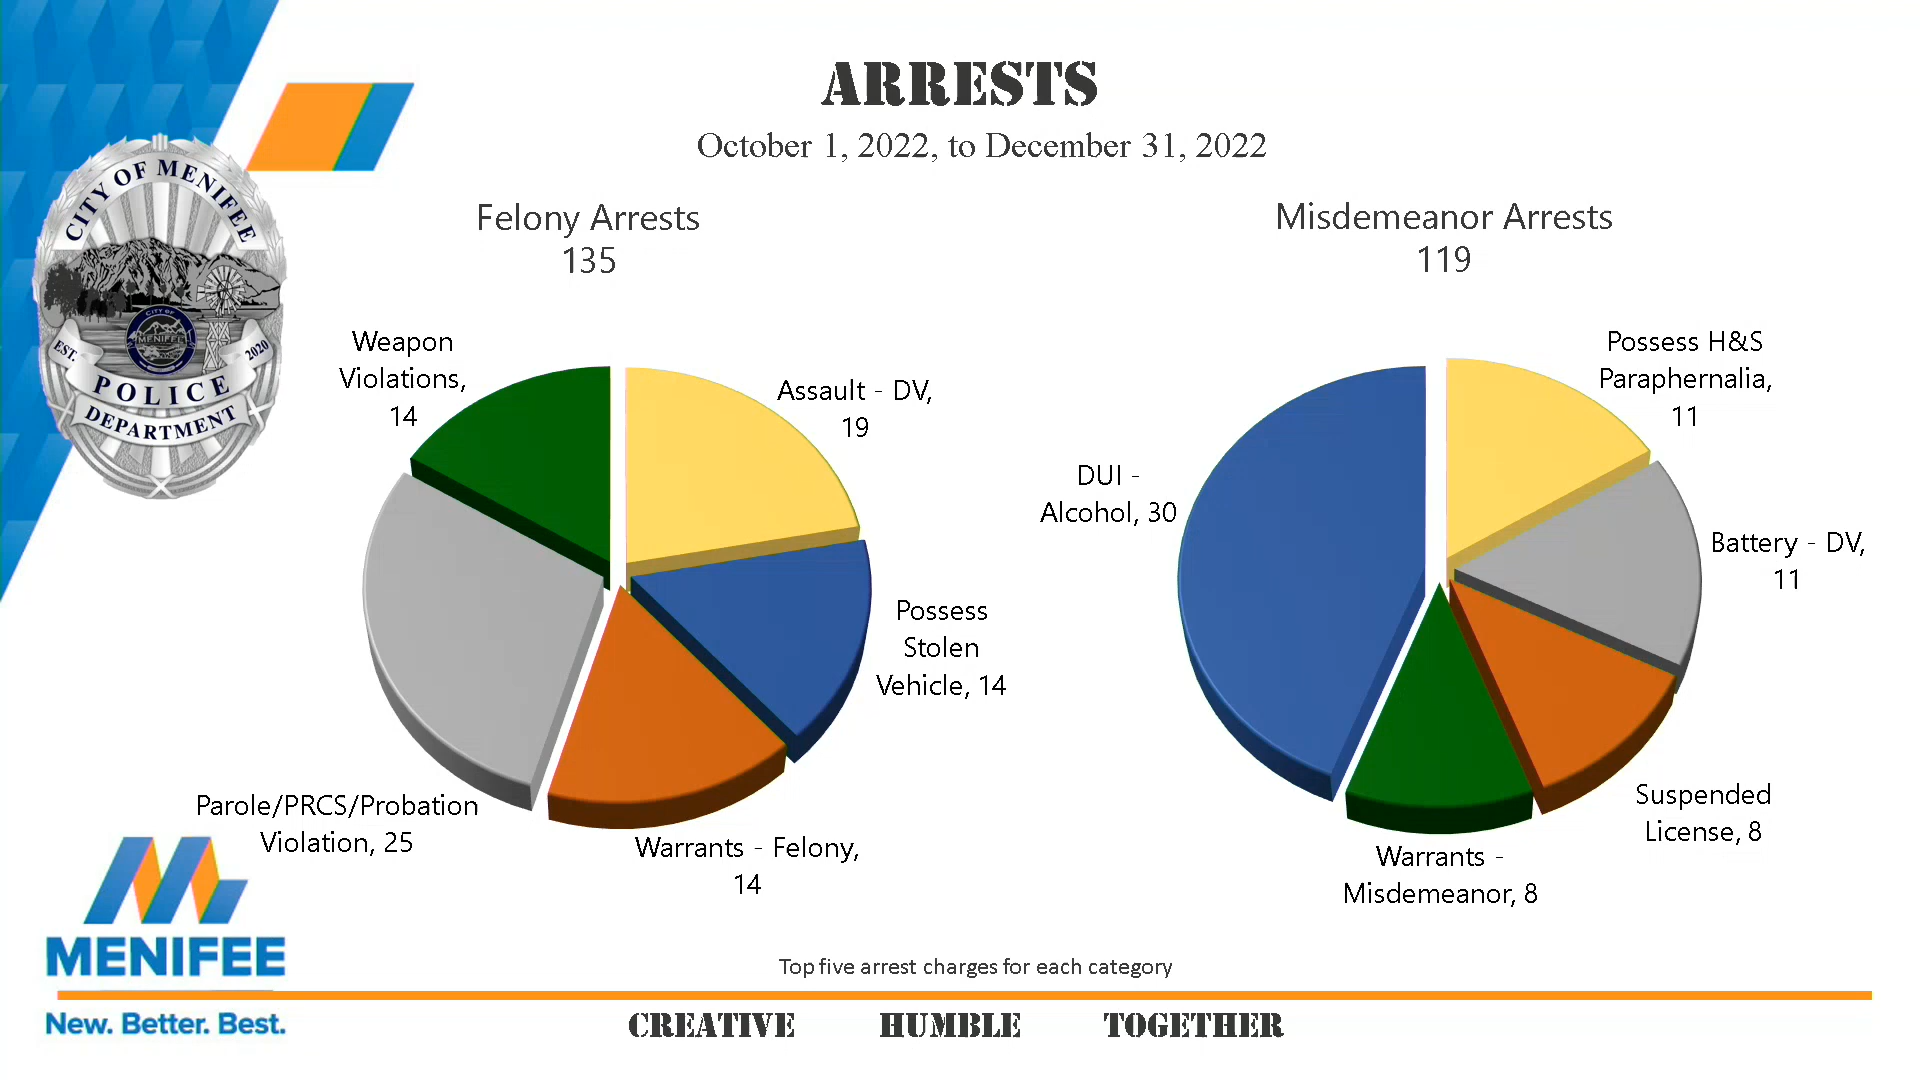 ARRESTS
October 1, 2022, to December 31, 2022
CITY OF MENIFEE
CITY OF
MENIFEE
EST.
2020
POLICE
DEPARTMENT
Felony Arrests
135
Weapon
Violations,
14
Assault - DV,
19
Possess
Stolen
Vehicle, 14
Warrants - Felony,
14
Parole/PRCS/Probation
Violation, 25
Misdemeanor Arrests
119
Possess H&S
Paraphernalia,
11
Battery - DV,
11
Suspended
License, 8
Warrants -
Misdemeanor, 8
DUI -
Alcohol, 30
Top five arrest charges for each category
MENIFEE
New. Better. Best.
CREATIVE HUMBLE TOGETHER